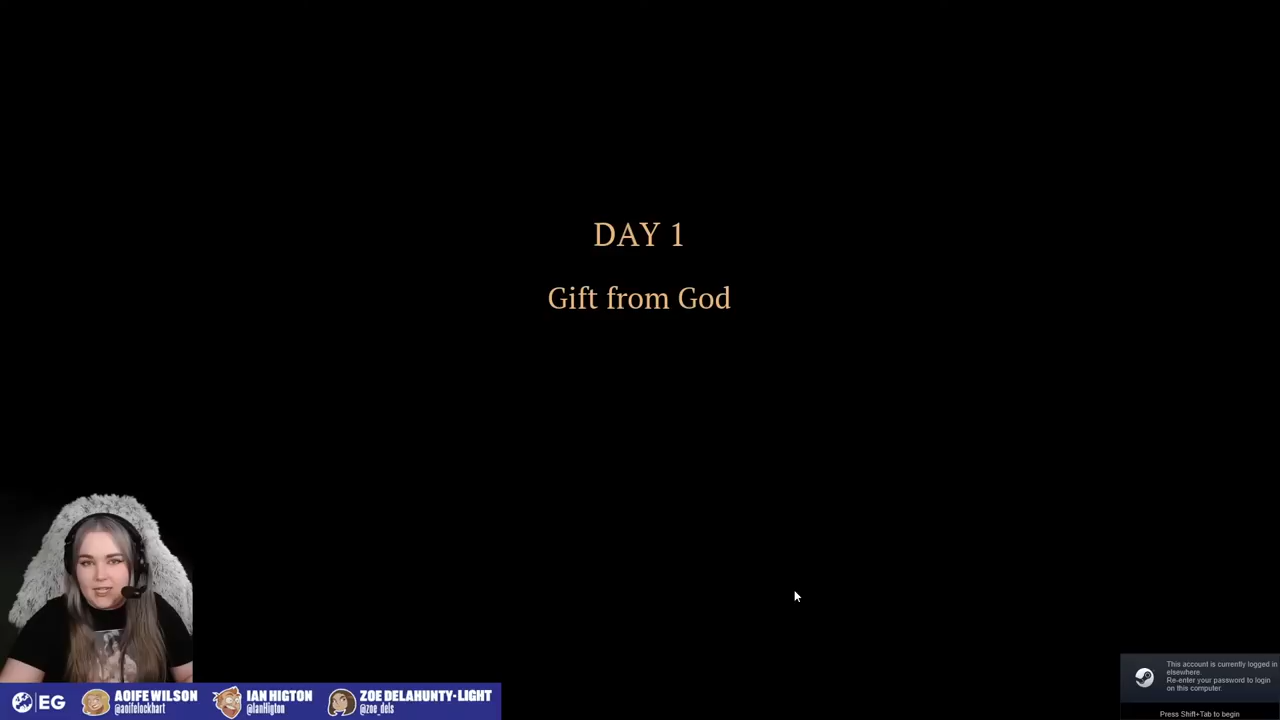 DAY 1
Gift from God
This account is currently logged in
elsewhere.
Re-enter your password to login
on this computer.
Press Shift+Tab to begin
EG
AOIFE WILSON
@aoifelockhart
IAN HIGTON
@IanHigton
ZOE DELAHUNTY-LIGHT
@zoe_dels